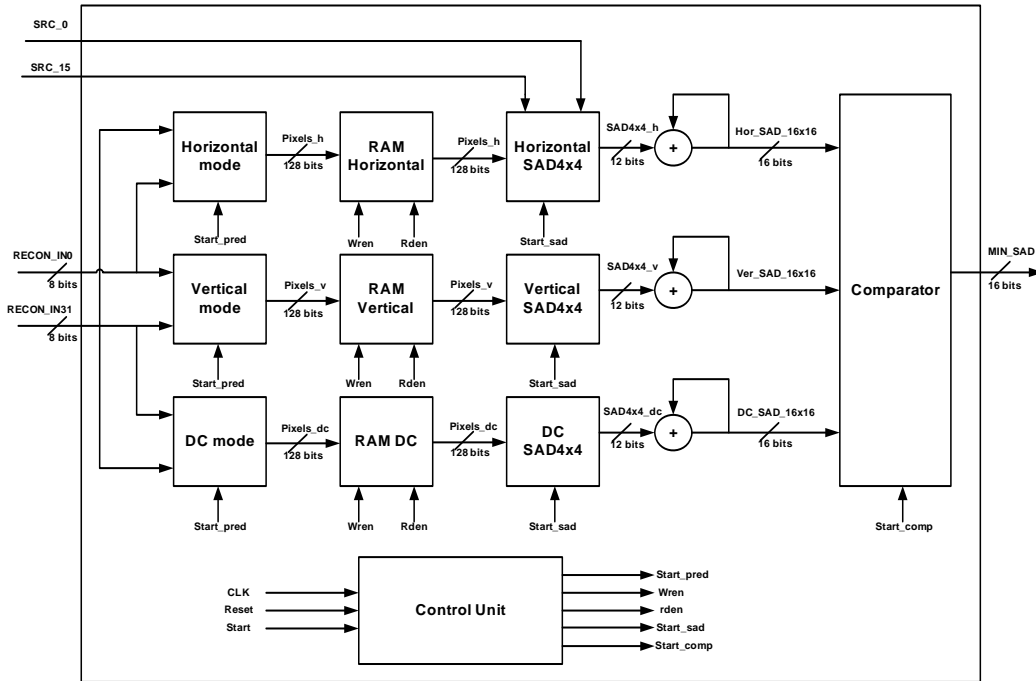 SRC_0
SRC_15
Horizontal
mode
Pixels_h
128 bits
RAM
Horizontal
Pixels_h
128 bits
Horizontal
SAD4x4
SAD4x4_h
12 bits
+
Hor_SAD_16x16
16 bits
Start_pred
Wren
Rden
Start_sad
RECON_IN0
8 bits
RECON_IN31
8 bits
Vertical
mode
Pixels_v
128 bits
RAM
Vertical
Pixels_v
128 bits
Vertical
SAD4x4
SAD4x4_v
12 bits
+
Ver_SAD_16x16
16 bits
Comparator
MIN_SAD
16 bits
Start_pred
Wren
Rden
Start_sad
DC mode
Pixels_dc
128 bits
RAM DC
Pixels_dc
128 bits
DC
SAD4x4
SAD4x4_dc
12 bits
+
DC_SAD_16x16
16 bits
Start_pred
Wren
Rden
Start_sad
Start_comp
CLK
Reset
Start
Control Unit
Start_pred
Wren
rden
Start_sad
Start_comp